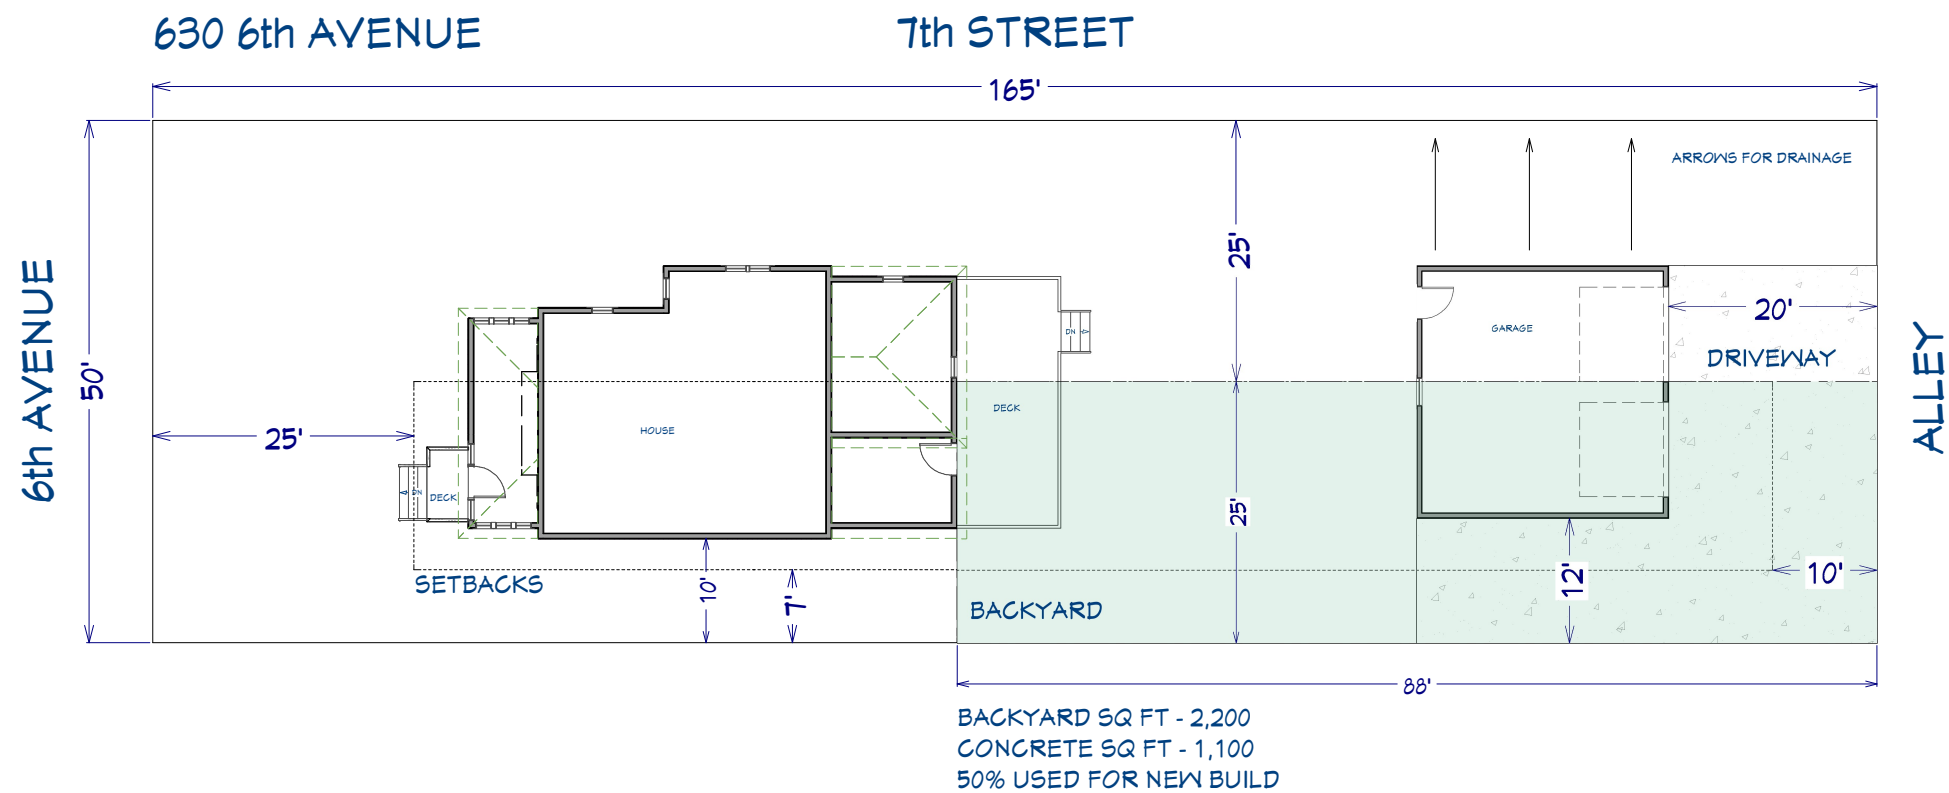 630 6th AVENUE
7th STREET
165'
ARROWS FOR DRAINAGE
25'
6th AVENUE
50'
20'
GARAGE
DN
DRIVEWAY
ALLEY
DECK
HOUSE
25'
DN
DECK
25'
SETBACKS
10'
7'
12'
10'
BACKYARD
88'
BACKYARD SQ FT - 2,200
CONCRETE SQ FT - 1,100
50% USED FOR NEW BUILD